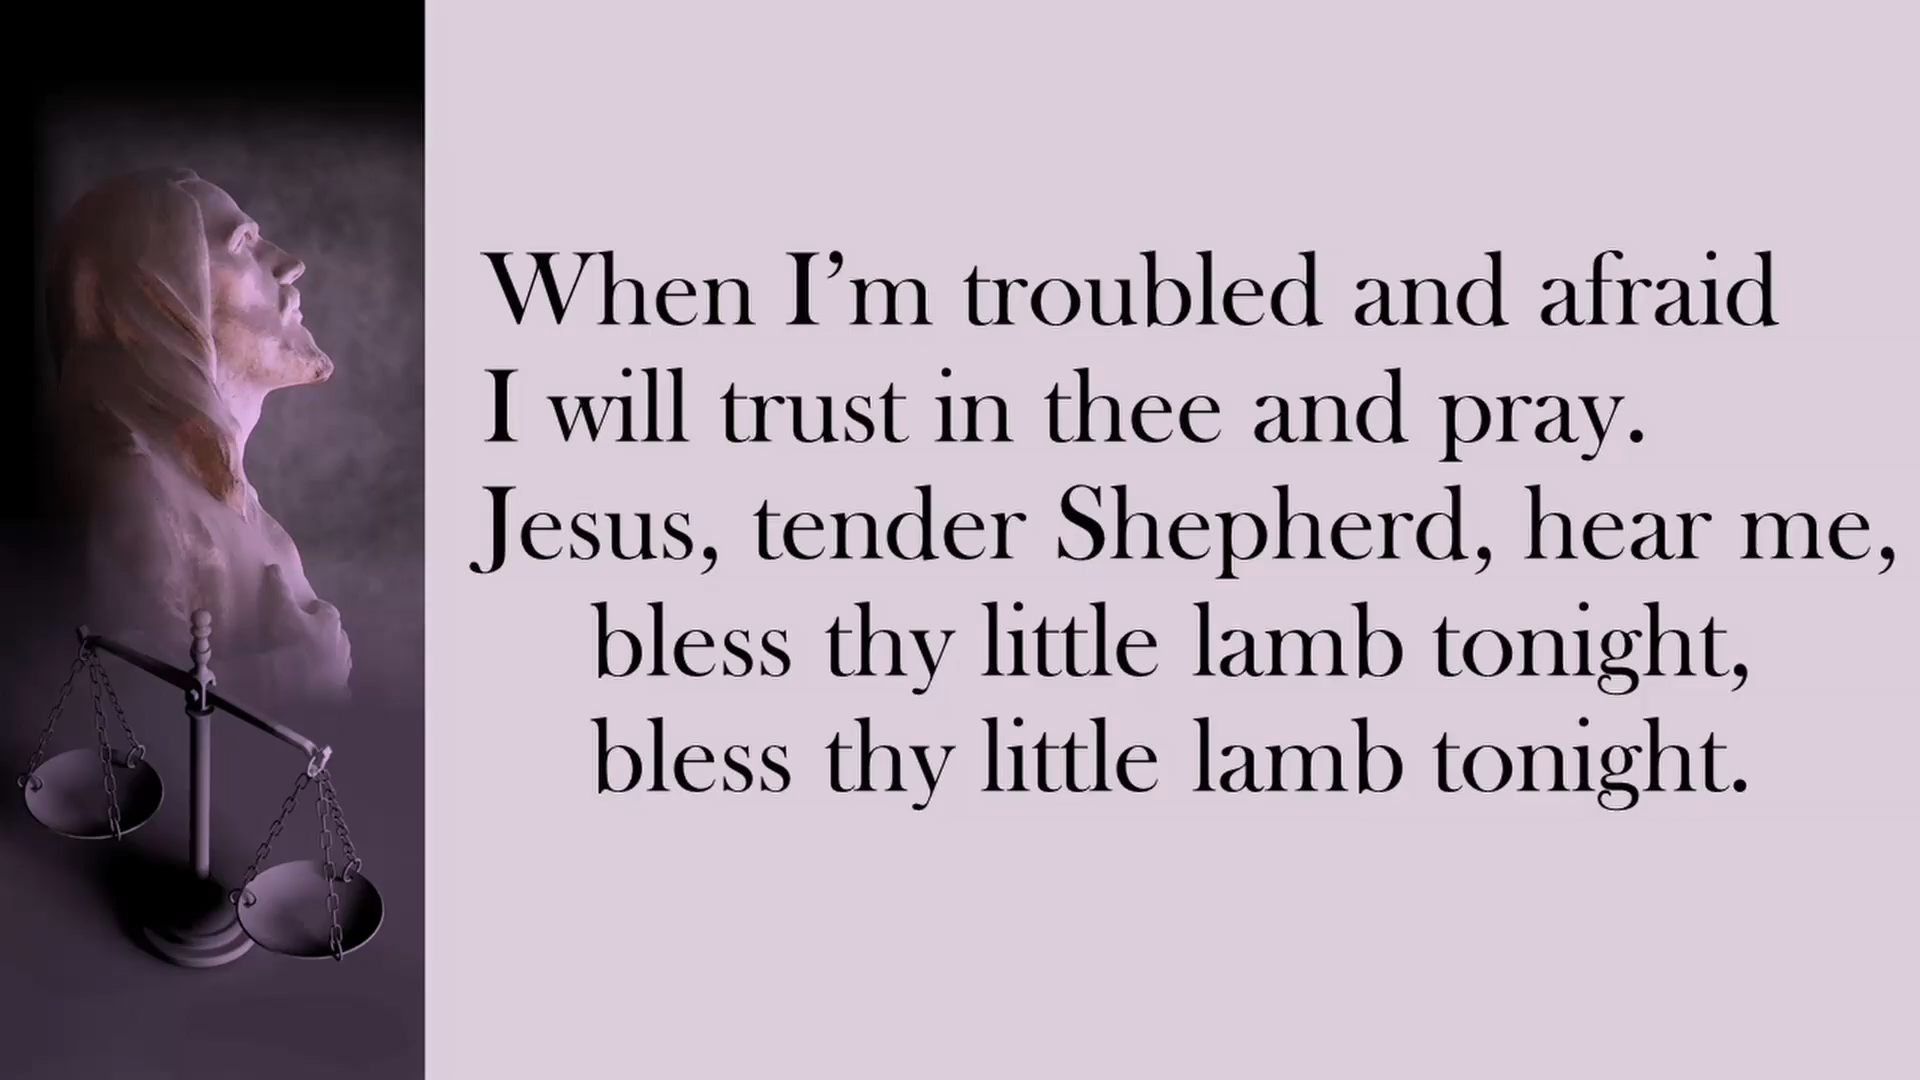 When I’m troubled and afraid
I will trust in thee and pray.
Jesus, tender Shepherd, hear me,
bless thy little lamb tonight,
bless thy little lamb tonight.